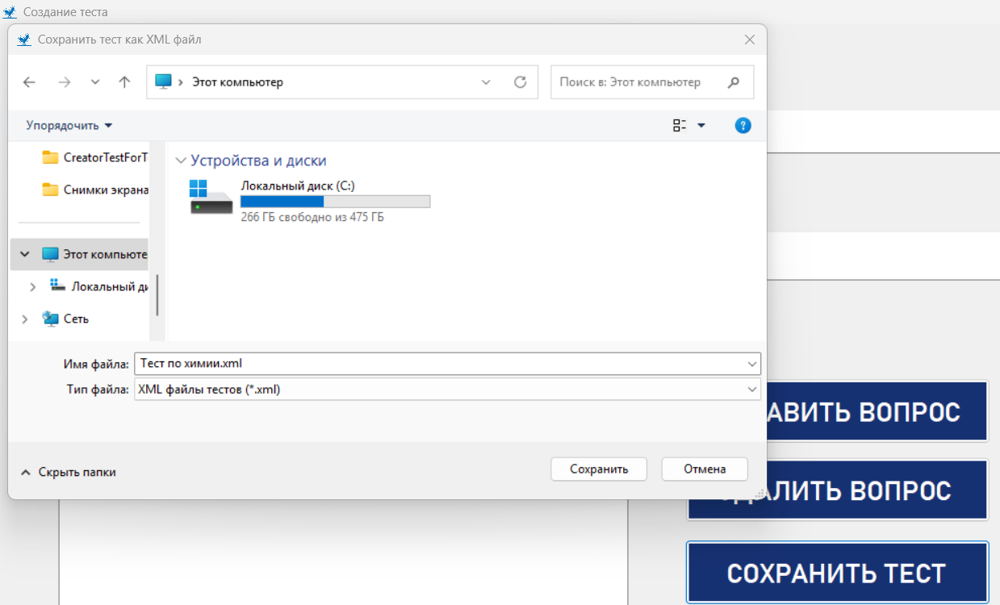 Создание теста
Сохранить тест как XML файл
Этот компьютер
Поиск в: Этот компьютер
Упорядочить
?
CreatorTestForT
Снимки экрана
Устройства и диски
Локальный диск (C:)
266 ГБ свободно из 475 ГБ
Этот компьюте
Локальный ди
Сеть
Имя файла: Тест по химии.xml
Тип файла: XML файлы тестов (*.xml)
АВИТЬ ВОПРОС
Скрыть папки
Сохранить
Отмена
ДАЛИТЬ ВОПРОС
СОХРАНИТЬ ТЕСТ